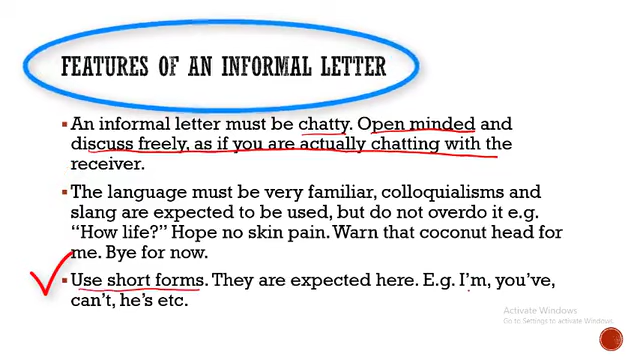 FEATURES OF AN INFORMAL LETTER
▪ An informal letter must be chatty. Open minded and
discuss freely, as if you are actually chatting with the
receiver.
▪ The language must be very familiar, colloquialisms and
slang are expected to be used, but do not overdo it e.g.
“How life?” Hope no skin pain. Warn that coconut head for
me. Bye for now.
▪ Use short forms. They are expected here. E.g. I’m, you’ve,
can’t, he’s etc.
Activate Windows
Go to Settings to activate Windows.